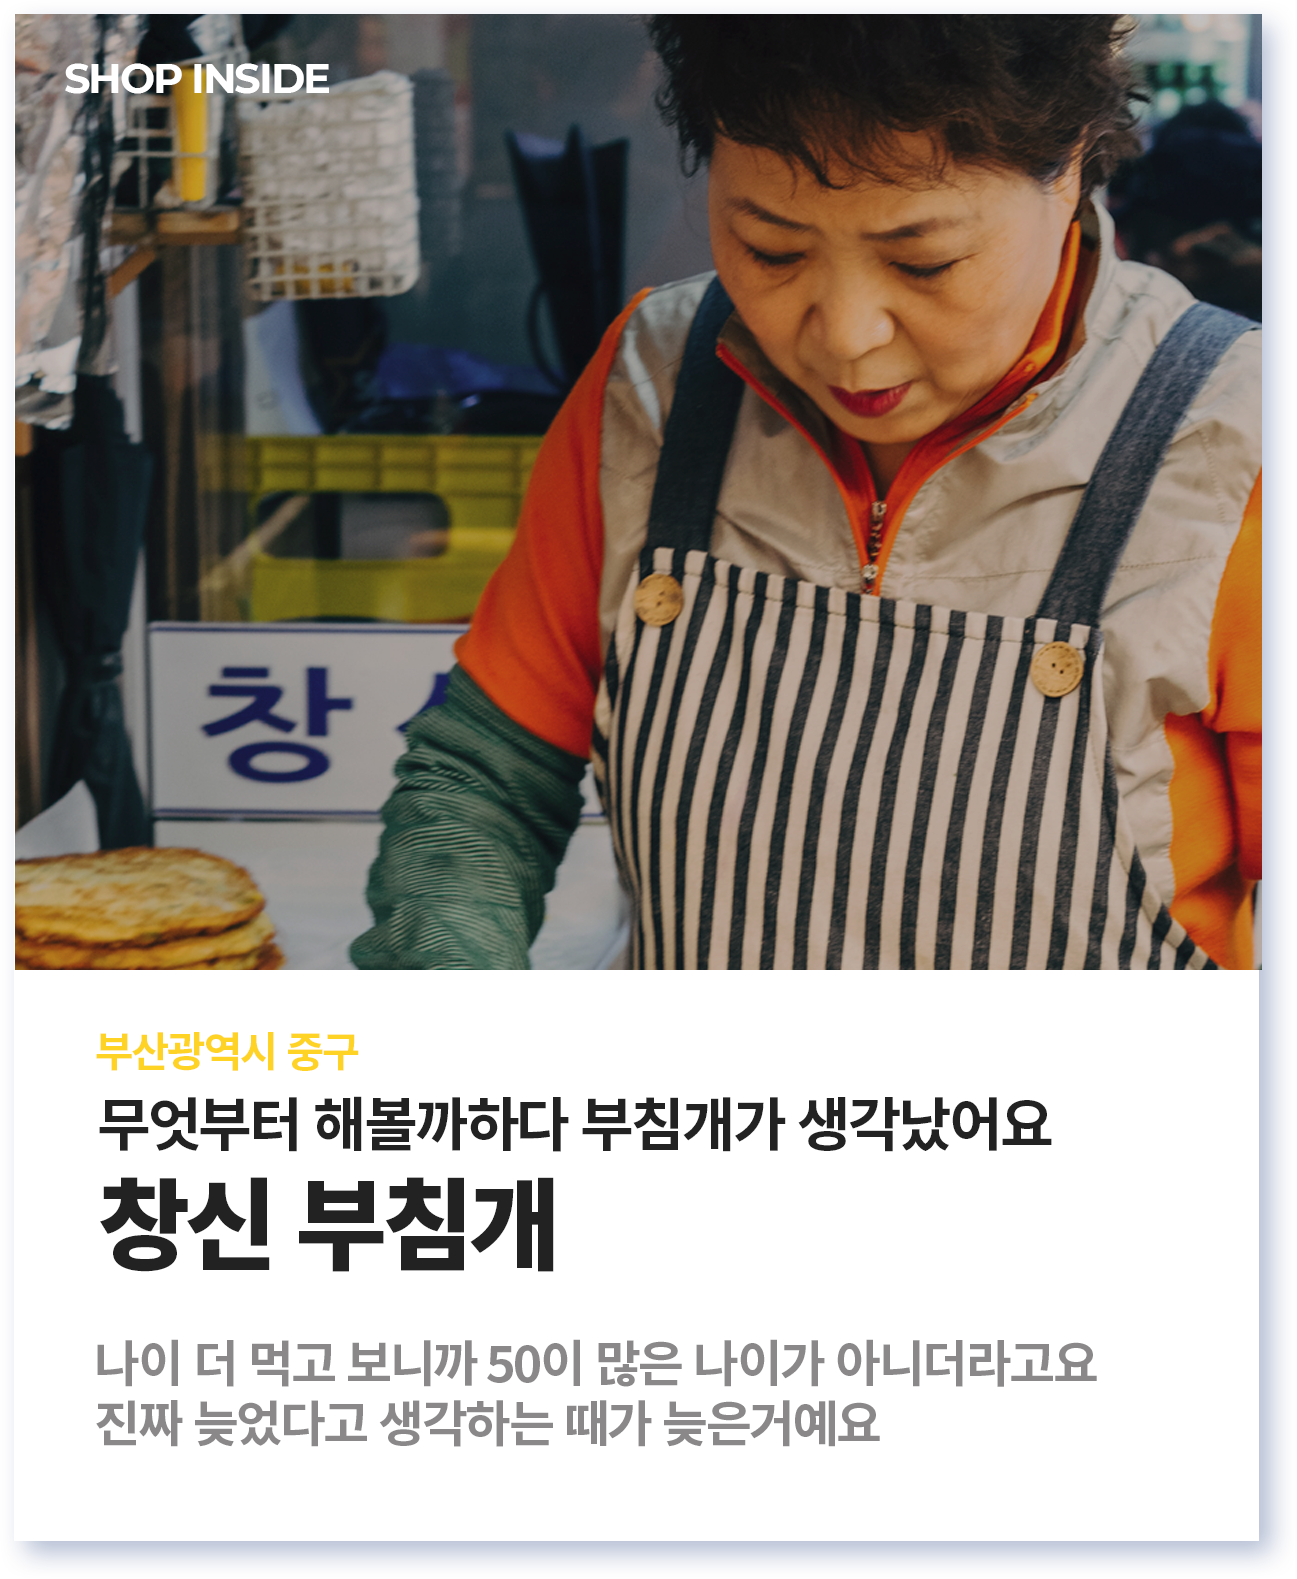 SHOP INSIDE
창
부산광역시 중구
무엇부터 해볼까하다 부침개가 생각났어요
창신 부침개
나이 더 먹고 보니까 50이 많은 나이가 아니더라고요
진짜 늦었다고 생각하는 때가 늦은거예요